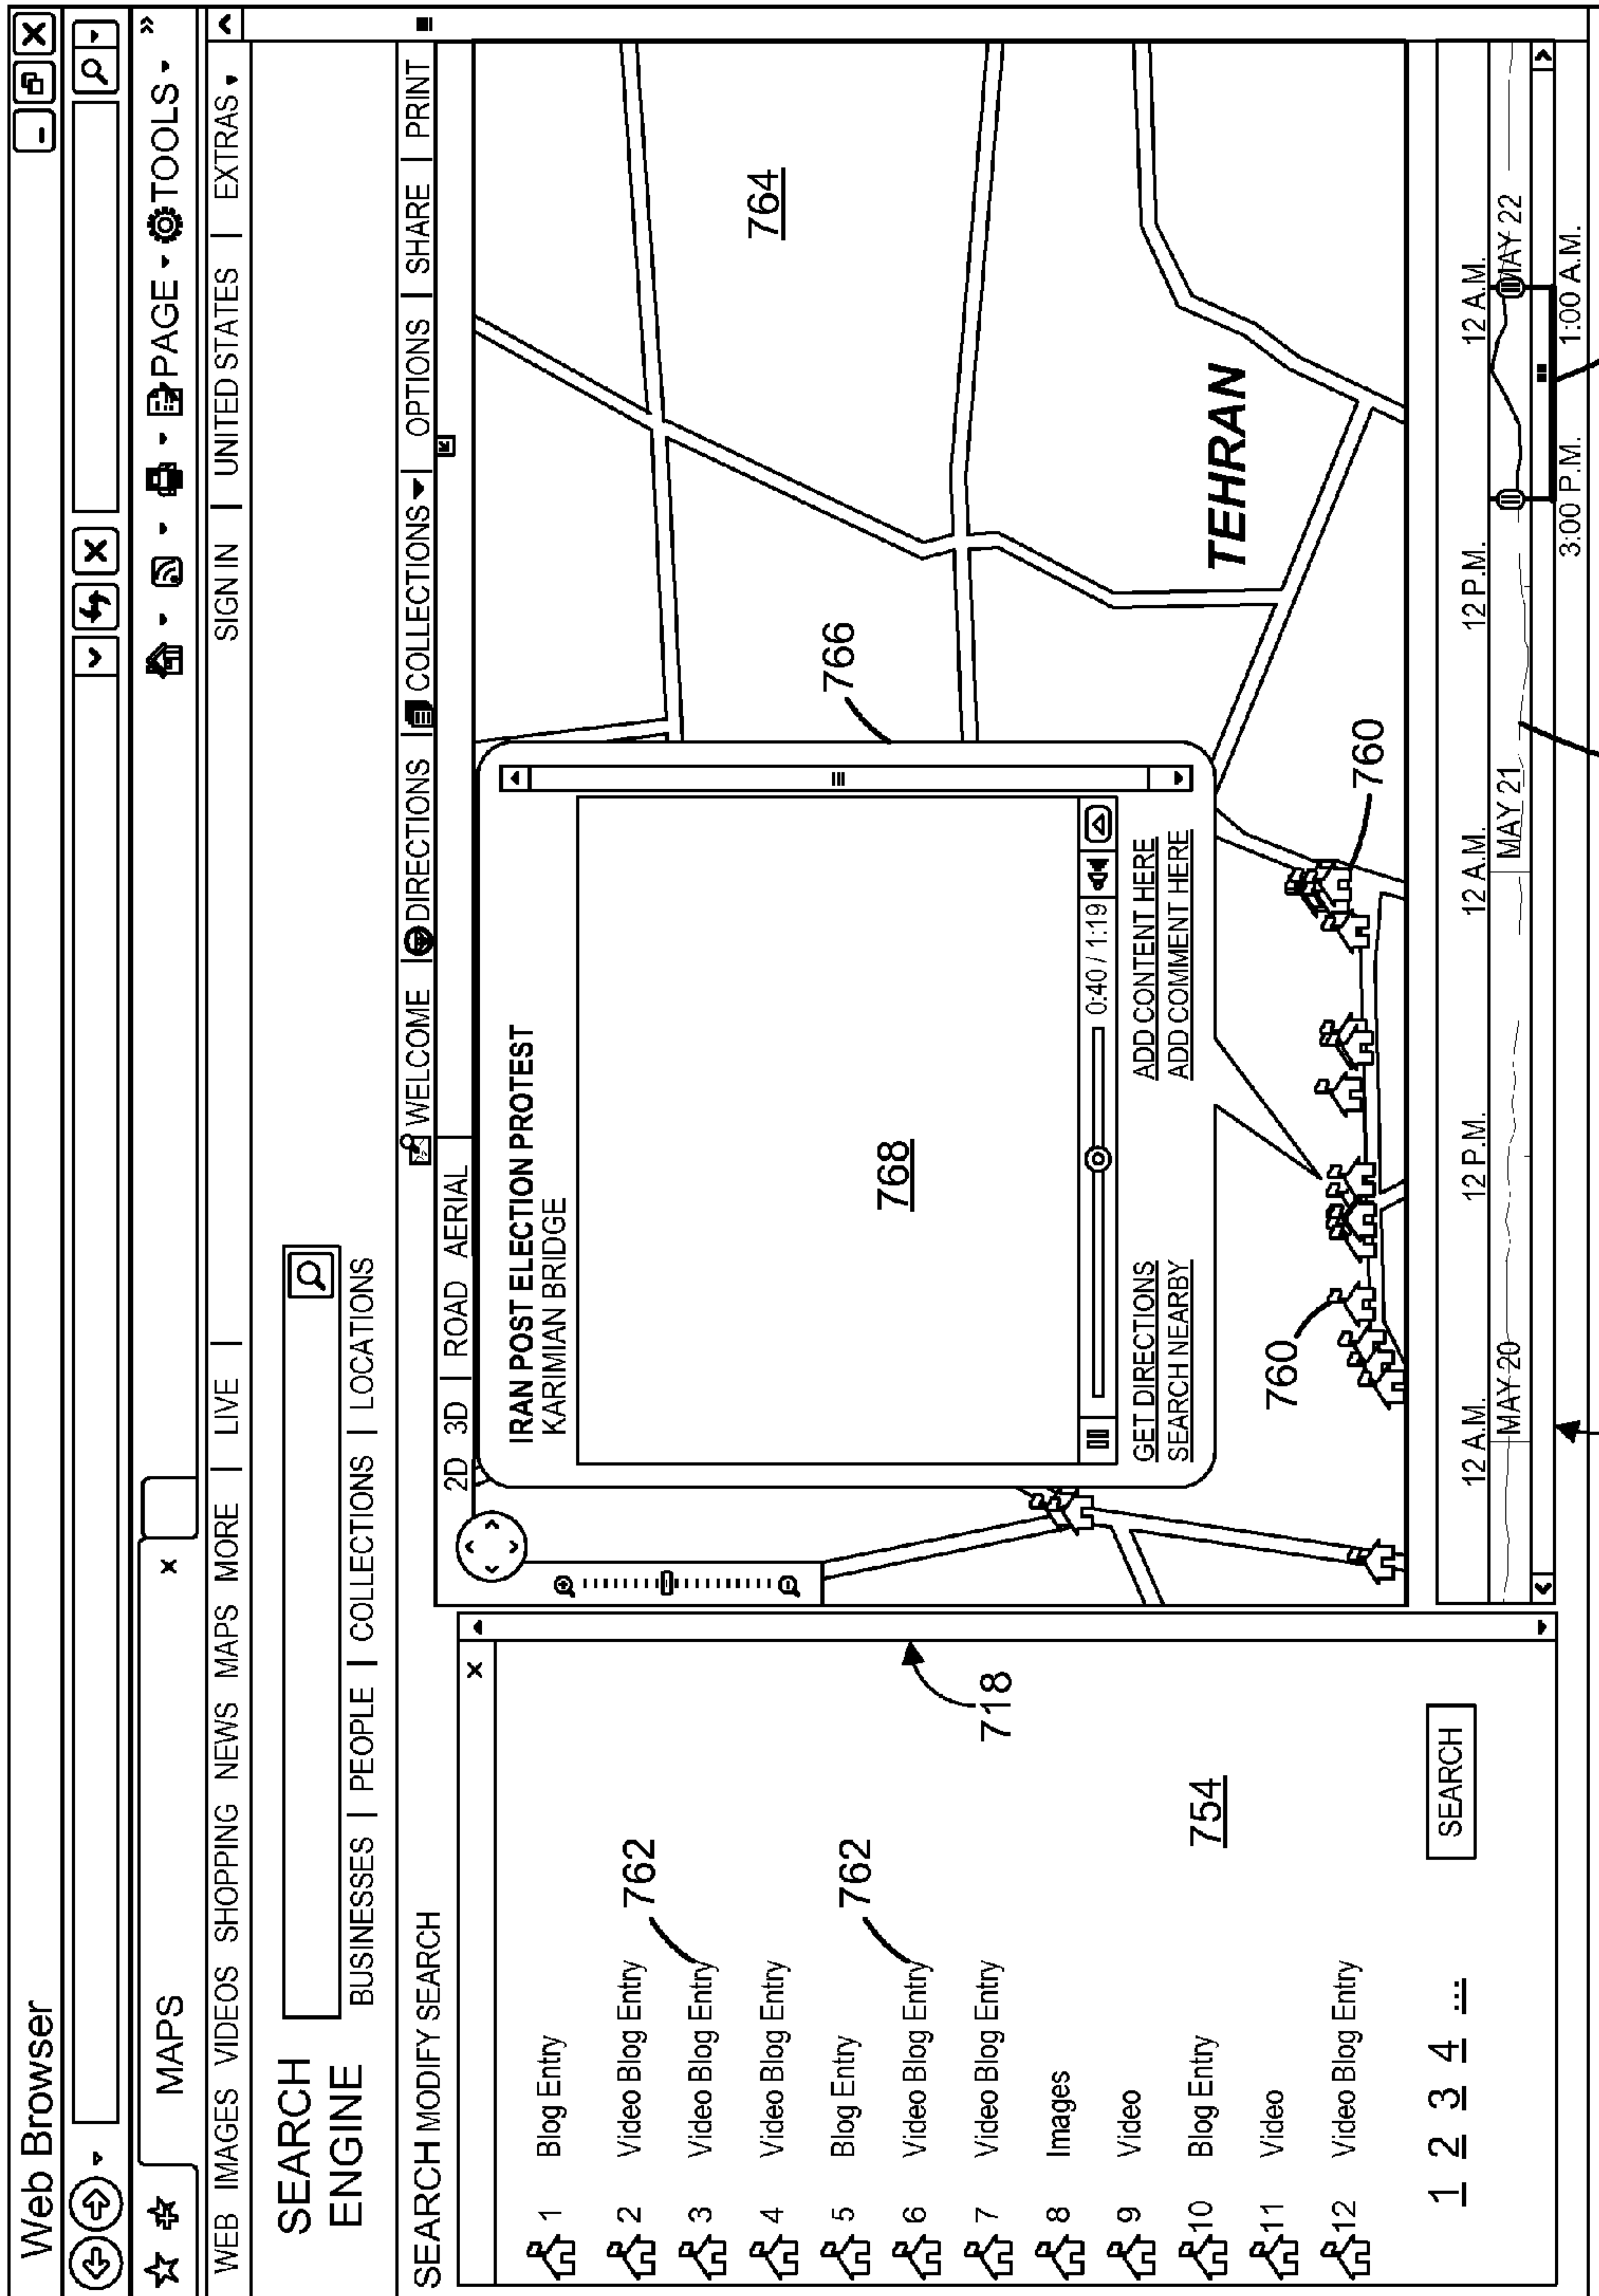 Web Browser
MAPS x
PAGE TOOLS »
WEB IMAGES VIDEOS SHOPPING NEWS MAPS MORE | LIVE |
SIGN IN | UNITED STATES | EXTRAS
SEARCH
ENGINE
BUSINESSES | PEOPLE | COLLECTIONS | LOCATIONS
SEARCH MODIFY SEARCH
WELCOME | DIRECTIONS | COLLECTIONS | OPTIONS | SHARE | PRINT
x
1 Blog Entry
2 Video Blog Entry
3 Video Blog Entry
4 Video Blog Entry
5 Blog Entry
6 Video Blog Entry
7 Video Blog Entry
8 Images
9 Video
10 Blog Entry
11 Video
12 Video Blog Entry
762
762
718
754
1 2 3 4 ...
SEARCH
2D 3D | ROAD AERIAL
IRAN POST ELECTION PROTEST
KARIMIAN BRIDGE
768
0:40 / 1:19
GET DIRECTIONS
ADD CONTENT HERE
SEARCH NEARBY
ADD COMMENT HERE
766
764
TEHRAN
760
760
12 A.M. 12 P.M. 12 A.M. 12 P.M. 12 A.M.
MAY 20 MAY 21 MAY 22
3:00 P.M. 1:00 A.M.